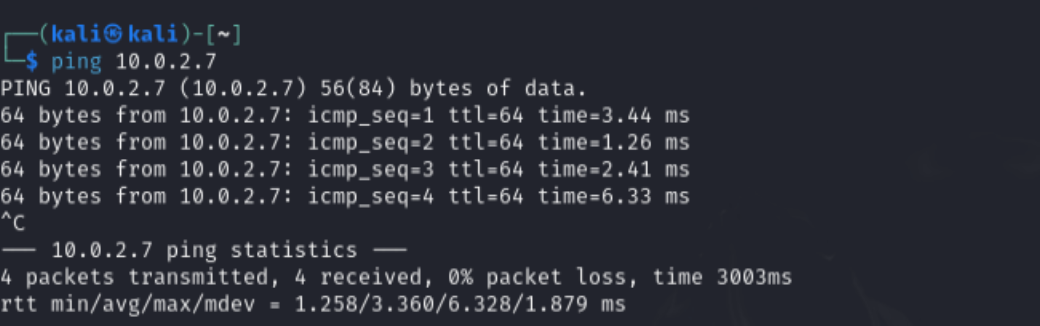 ┌──(kali㉿kali)-[~]
└─$ ping 10.0.2.7
PING 10.0.2.7 (10.0.2.7) 56(84) bytes of data.
64 bytes from 10.0.2.7: icmp_seq=1 ttl=64 time=3.44 ms
64 bytes from 10.0.2.7: icmp_seq=2 ttl=64 time=1.26 ms
64 bytes from 10.0.2.7: icmp_seq=3 ttl=64 time=2.41 ms
64 bytes from 10.0.2.7: icmp_seq=4 ttl=64 time=6.33 ms
^C
--- 10.0.2.7 ping statistics ---
4 packets transmitted, 4 received, 0% packet loss, time 3003ms
rtt min/avg/max/mdev = 1.258/3.360/6.328/1.879 ms